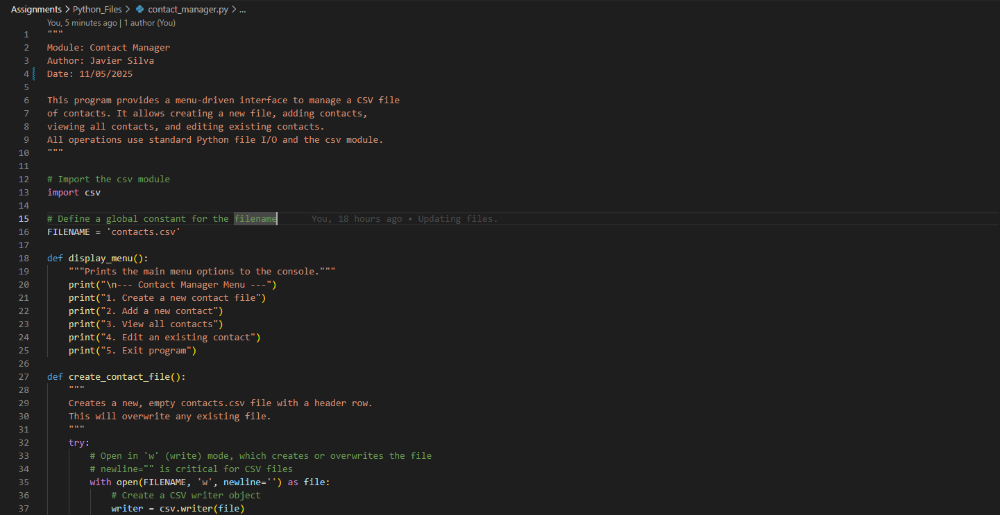 Assignments > Python_Files > contact_manager.py > ...
You, 5 minutes ago | 1 author (You)
1 """
2 Module: Contact Manager
3 Author: Javier Silva
4 Date: 11/05/2025
5
6 This program provides a menu-driven interface to manage a CSV file
7 of contacts. It allows creating a new file, adding contacts,
8 viewing all contacts, and editing existing contacts.
9 All operations use standard Python file I/O and the csv module.
10 """
11
12 # Import the csv module
13 import csv
14
15 # Define a global constant for the filename You, 18 hours ago • Updating files.
16 FILENAME = 'contacts.csv'
17
18 def display_menu():
19     """Prints the main menu options to the console."""
20     print("\n--- Contact Manager Menu ---")
21     print("1. Create a new contact file")
22     print("2. Add a new contact")
23     print("3. View all contacts")
24     print("4. Edit an existing contact")
25     print("5. Exit program")
26
27 def create_contact_file():
28     """
29     Creates a new, empty contacts.csv file with a header row.
30     This will overwrite any existing file.
31     """
32     try:
33         # Open in 'w' (write) mode, which creates or overwrites the file
34         # newline="" is critical for CSV files
35         with open(FILENAME, 'w', newline='') as file:
36             # Create a CSV writer object
37             writer = csv.writer(file)